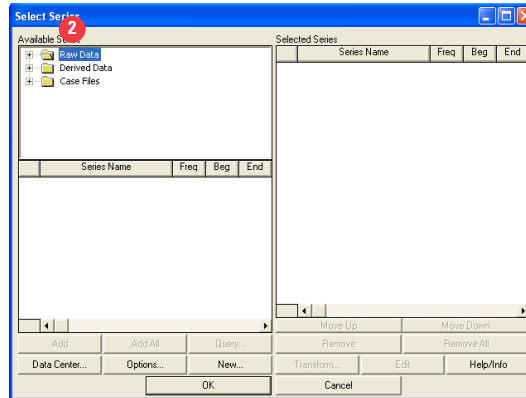 Select Series
2
Available Series
Selected Series
Raw Data
Derived Data
Case Files
Series Name Freq Beg End
Series Name Freq Beg End
Move Up Move Down
Add Add All Query... Remove Remove All
Data Center... Options... New... Transform... Edit Help/Info
OK Cancel